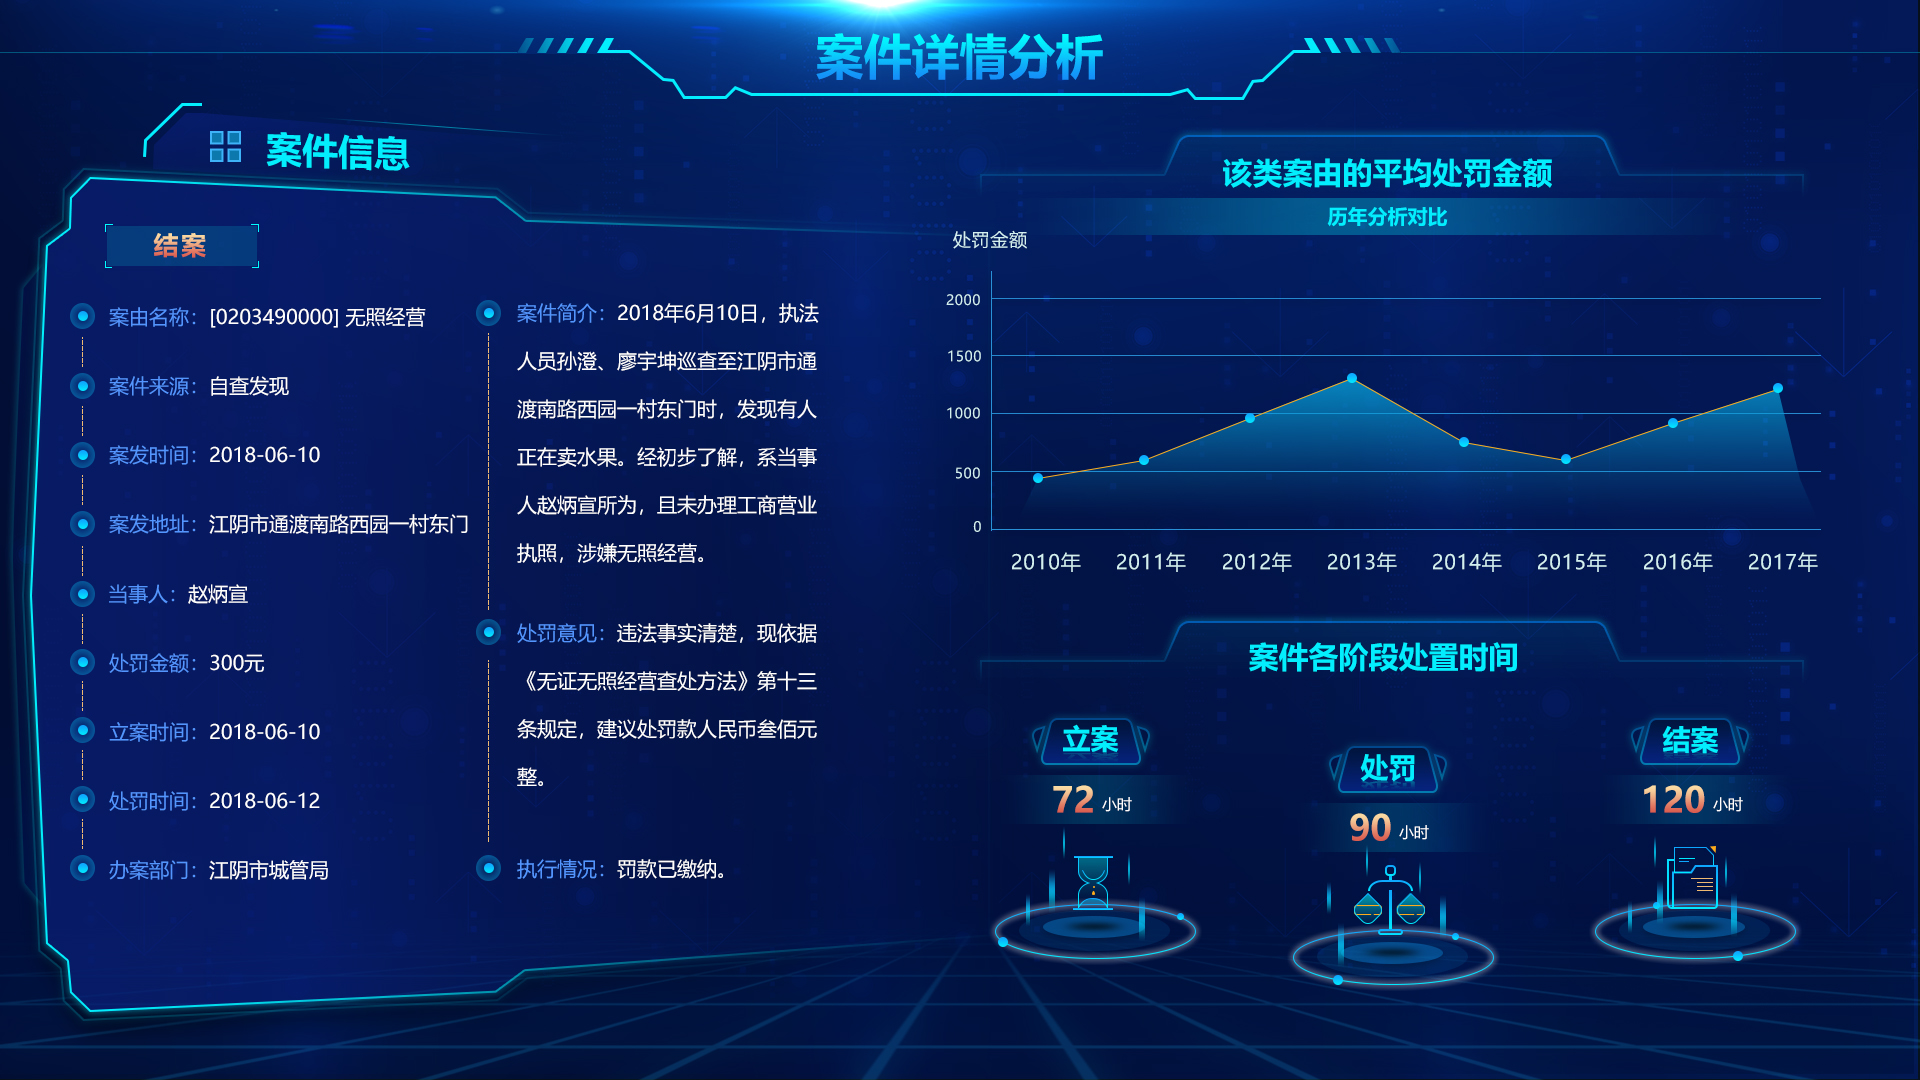 案件详情分析
案件信息
结案
案由名称：[0203490000] 无照经营
案件来源：自查发现
案发时间：2018-06-10
案发地址：江阴市通渡南路西园一村东门
当事人：赵炳宣
处罚金额：300元
立案时间：2018-06-10
处罚时间：2018-06-12
办案部门：江阴市城管局
案件简介：2018年6月10日，执法
人员孙澄、廖宇坤巡查至江阴市通
渡南路西园一村东门时，发现有人
正在卖水果。经初步了解，系当事
人赵炳宣所为，且未办理工商营业
执照，涉嫌无照经营。
处罚意见：违法事实清楚，现依据
《无证无照经营查处方法》第十三
条规定，建议处罚款人民币叁佰元
整。
执行情况：罚款已缴纳。
该类案由的平均处罚金额
历年分析对比
处罚金额
2000
1500
1000
500
0
2010年 2011年 2012年 2013年 2014年 2015年 2016年 2017年
案件各阶段处置时间
立案
72 小时
处罚
90 小时
结案
120 小时